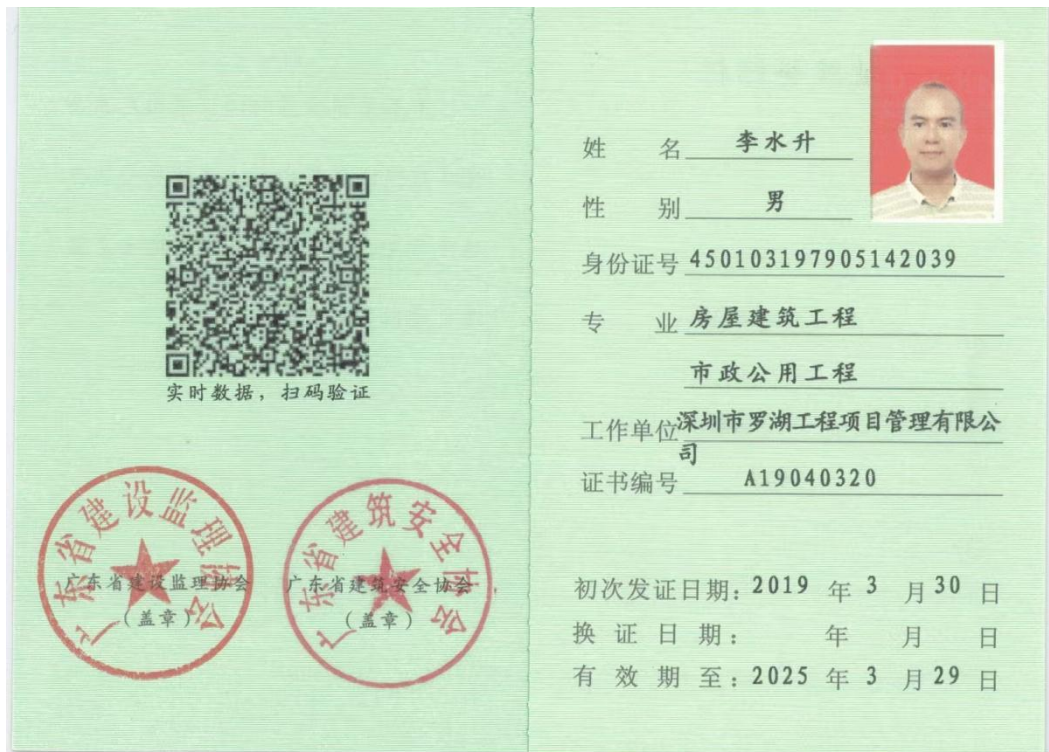 实时数据，扫码验证
广东省建设监理协会
广东省建设监理协会
（盖章）
广东省建筑安全协会
广东省建筑安全协会
（盖章）
姓 名 李水升
性 别 男
身份证号 450103197905142039
专 业 房屋建筑工程
市政公用工程
工作单位 深圳市罗湖工程项目管理有限公
司
证书编号 A19040320
初次发证日期：2019 年 3 月 30 日
换 证 日 期： 年 月 日
有 效 期 至：2025 年 3 月 29 日